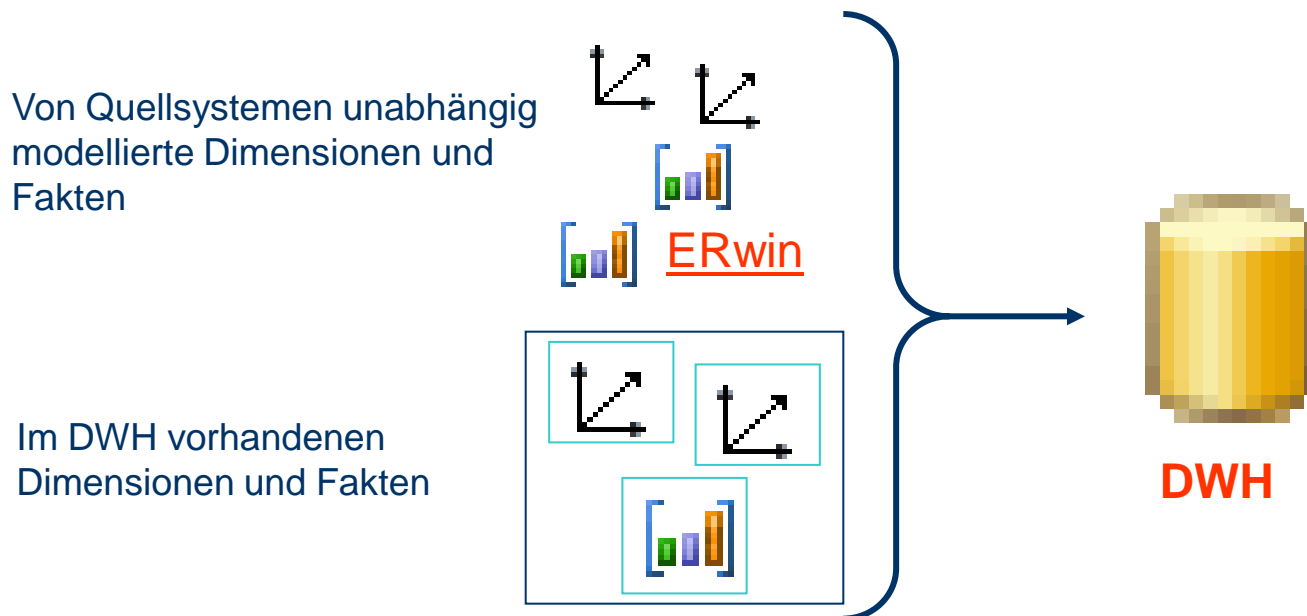 Von Quellsystemen unabhängig
modellierte Dimensionen und
Fakten
ERwin
Im DWH vorhandenen
Dimensionen und Fakten
DWH